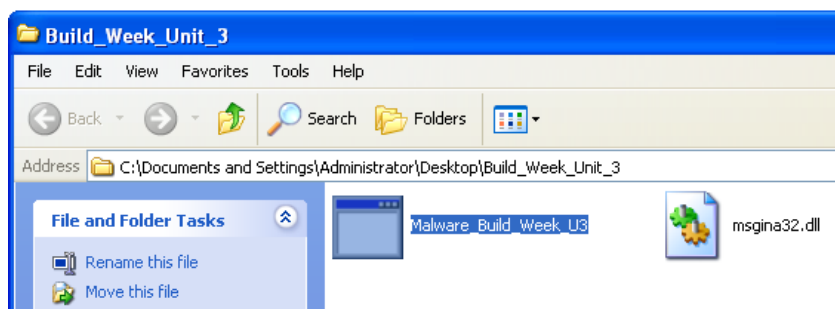 Build_Week_Unit_3
File Edit View Favorites Tools Help
Back Search Folders
Address C:\Documents and Settings\Administrator\Desktop\Build_Week_Unit_3
File and Folder Tasks
Rename this file
Move this file
Malware_Build_Week_U3
msgina32.dll